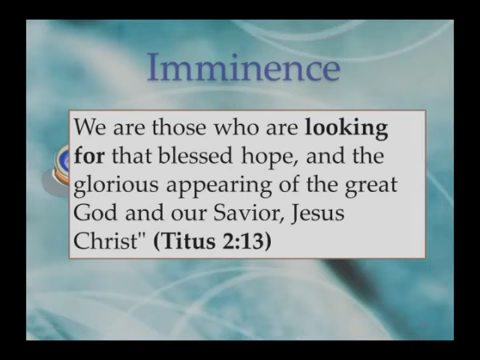 Imminence
We are those who are looking
for that blessed hope, and the
glorious appearing of the great
God and our Savior, Jesus
Christ" (Titus 2:13)